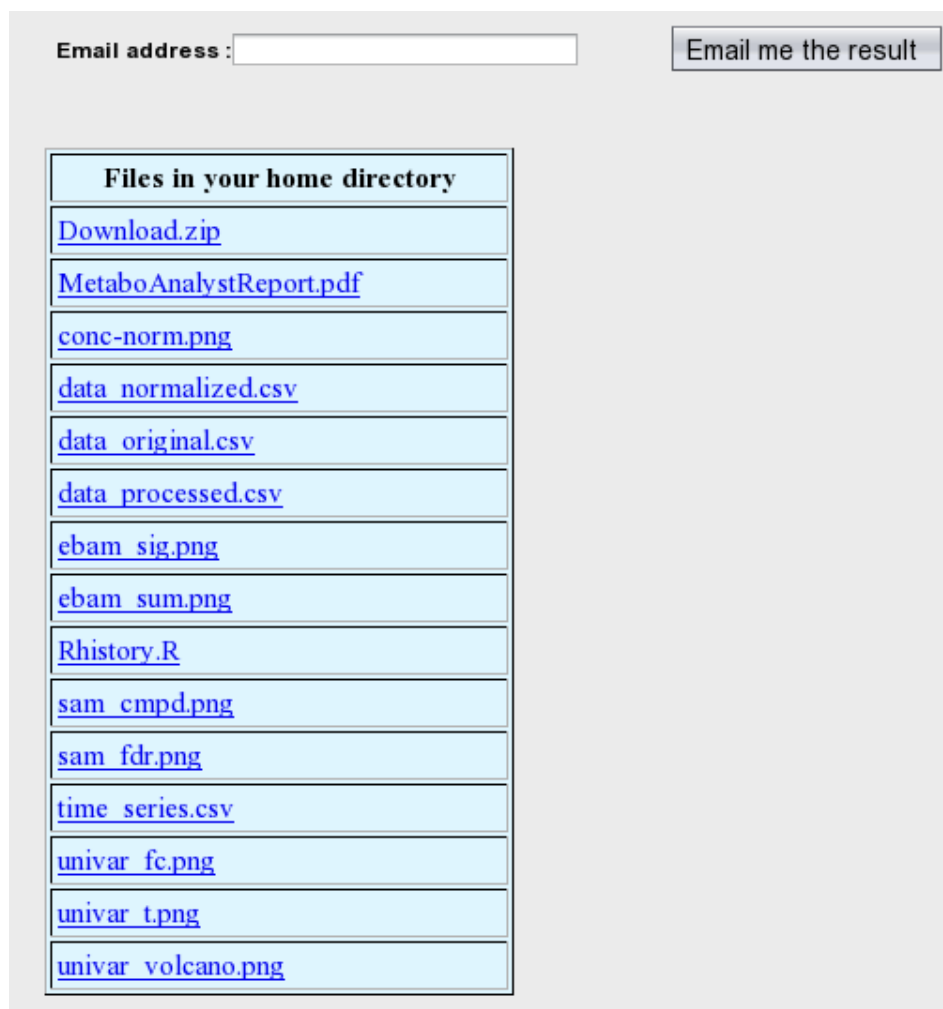 Email address : Email me the result
Files in your home directory
Download.zip
MetaboAnalystReport.pdf
conc-norm.png
data_normalized.csv
data_original.csv
data_processed.csv
ebam_sig.png
ebam_sum.png
Rhistory.R
sam_cmpd.png
sam_fdr.png
time_series.csv
univar_fc.png
univar_t.png
univar_volcano.png